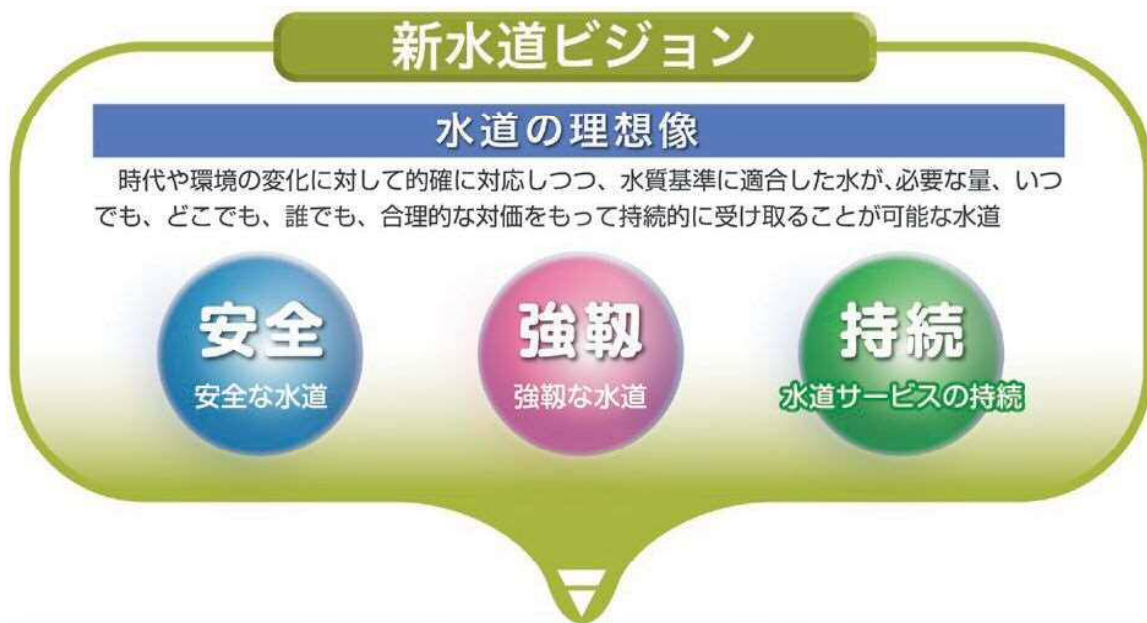 新水道ビジョン
水道の理想像
時代や環境の変化に対して的確に対応しつつ、水質基準に適合した水が、必要な量、いつ
でも、どこでも、誰でも、合理的な対価をもって持続的に受け取ることが可能な水道
安全
安全な水道
強靱
強靱な水道
持続
水道サービスの持続